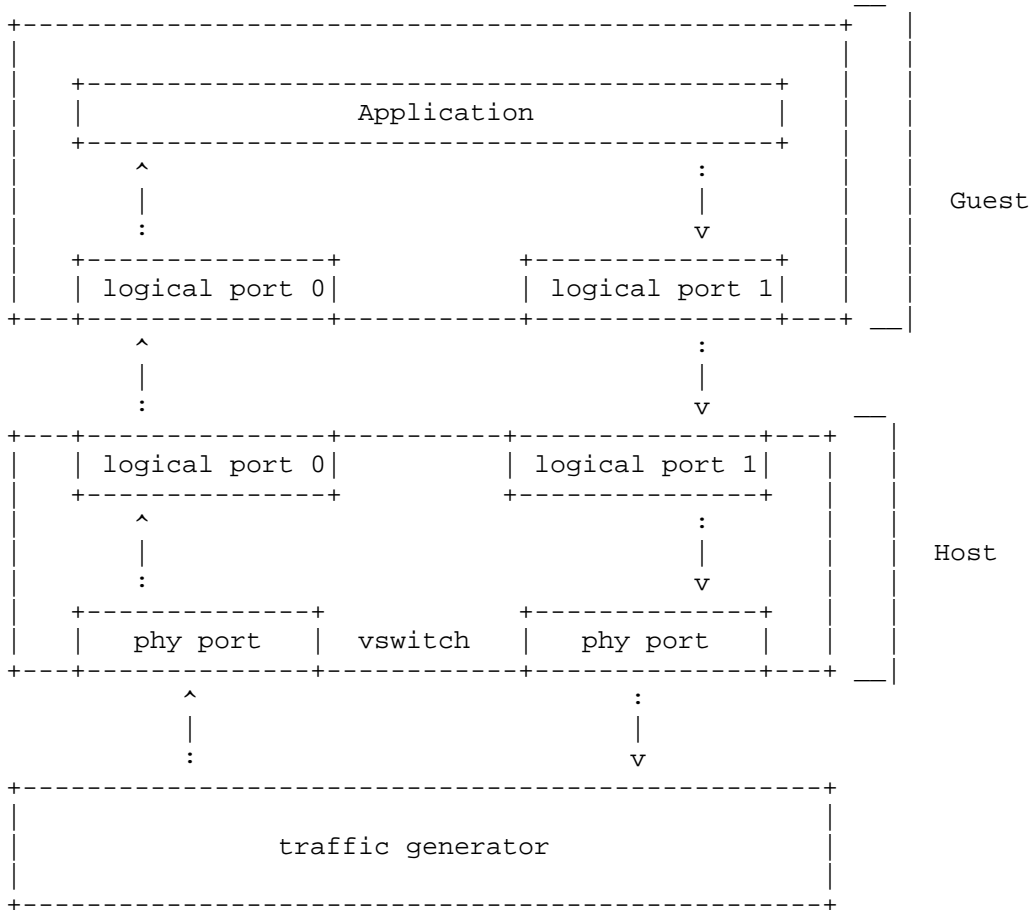 Application
Guest
logical port 0
logical port 1
logical port 0
logical port 1
Host
phy port
vswitch
phy port
traffic generator